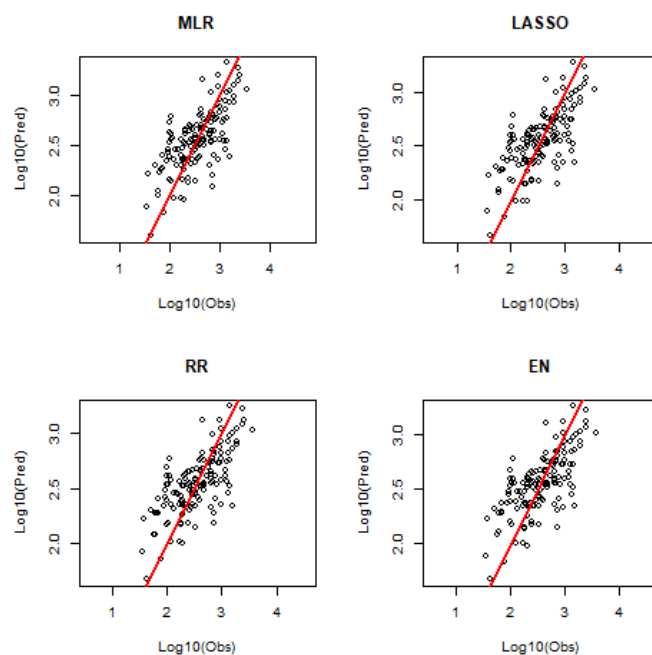 MLR
LASSO
Log10(Pred)
3.0
2.5
2.0
1 2 3 4
Log10(Obs)
Log10(Pred)
3.0
2.5
2.0
1 2 3 4
Log10(Obs)
RR
EN
Log10(Pred)
3.0
2.5
2.0
1 2 3 4
Log10(Obs)
Log10(Pred)
3.0
2.5
2.0
1 2 3 4
Log10(Obs)